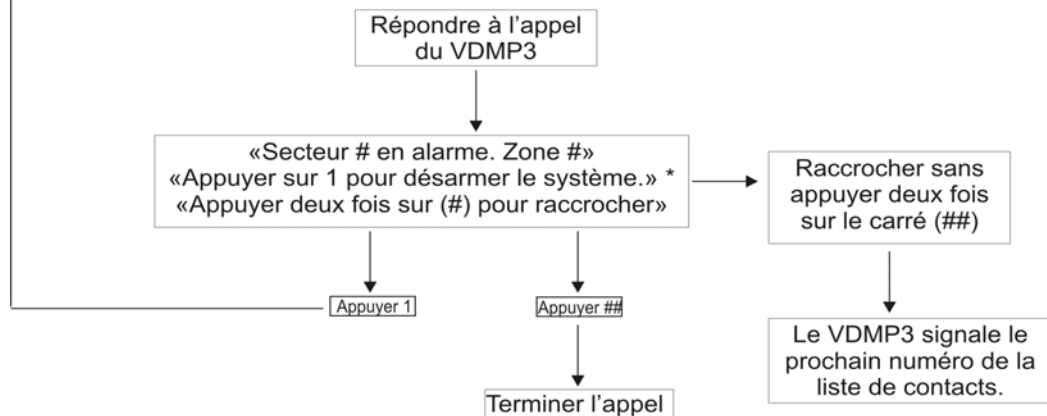 Répondre à l'appel
du VDMP3
«Secteur # en alarme. Zone #»
«Appuyer sur 1 pour désarmer le système.» *
«Appuyer deux fois sur (#) pour raccrocher»
Raccrocher sans
appuyer deux fois
sur le carré (##)
Appuyer 1
Appuyer ##
Le VDMP3 signale le
prochain numéro de la
liste de contacts.
Terminer l'appel